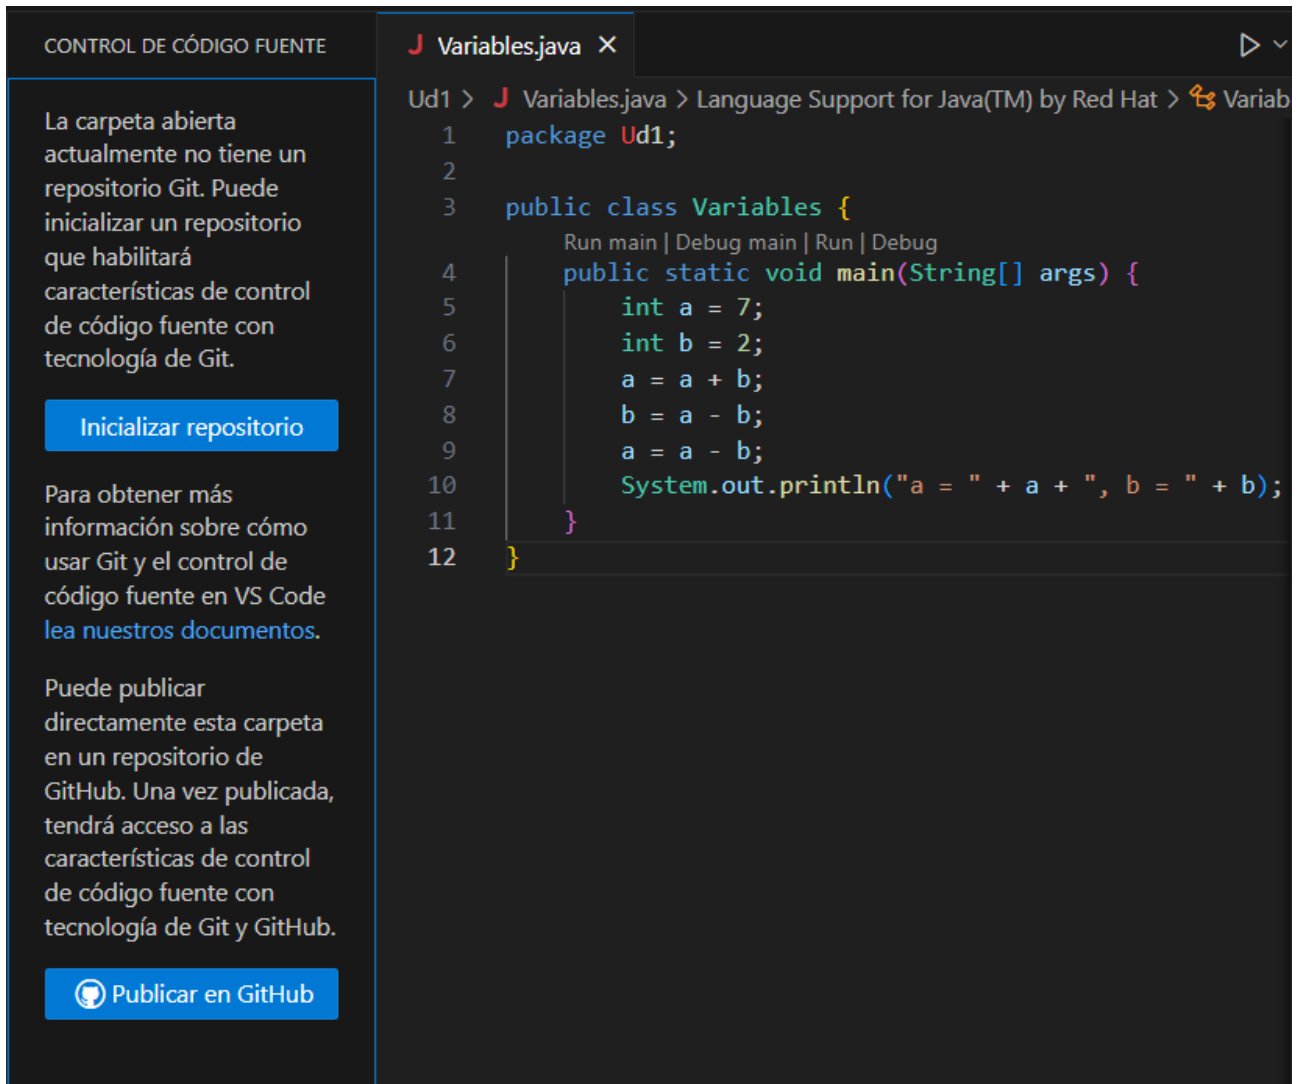 CONTROL DE CÓDIGO FUENTE
La carpeta abierta
actualmente no tiene un
repositorio Git. Puede
inicializar un repositorio
que habilitará
características de control
de código fuente con
tecnología de Git.
Inicializar repositorio
Para obtener más
información sobre cómo
usar Git y el control de
código fuente en VS Code
lea nuestros documentos.
Puede publicar
directamente esta carpeta
en un repositorio de
GitHub. Una vez publicada,
tendrá acceso a las
características de control
de código fuente con
tecnología de Git y GitHub.
Publicar en GitHub
J Variables.java ×
Ud1 > J Variables.java > Language Support for Java(TM) by Red Hat > Variab
1 package Ud1;
2
3 public class Variables {
Run main | Debug main | Run | Debug
4 public static void main(String[] args) {
5 int a = 7;
6 int b = 2;
7 a = a + b;
8 b = a - b;
9 a = a - b;
10 System.out.println("a = " + a + ", b = " + b);
11 }
12 }